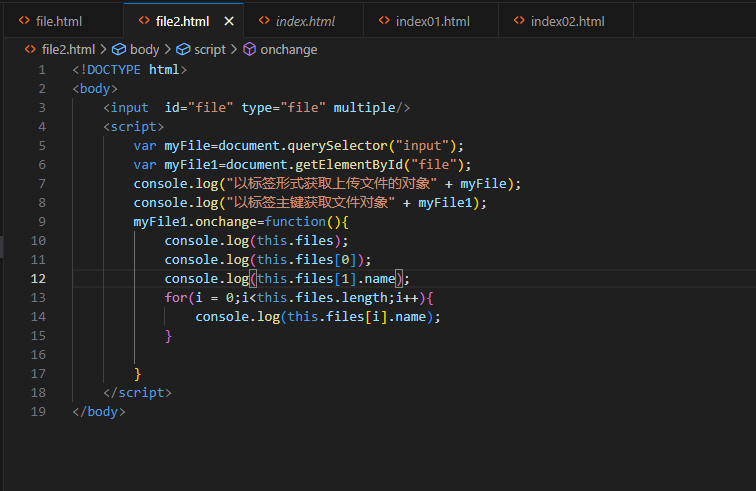 file.html file2.html index.html index01.html index02.html
file2.html > body > script > onchange
1 <!DOCTYPE html>
2 <body>
3 <input  id="file" type="file" multiple/>
4 <script>
5 var myFile=document.querySelector("input");
6 var myFile1=document.getElementById("file");
7 console.log("以标签形式获取上传文件的对象" + myFile);
8 console.log("以标签主键获取文件对象" + myFile1);
9 myFile1.onchange=function(){
10 console.log(this.files);
11 console.log(this.files[0]);
12 console.log(this.files[1].name);
13 for(i = 0;i<this.files.length;i++){
14 console.log(this.files[i].name);
15 }
16
17 }
18 </script>
19 </body>